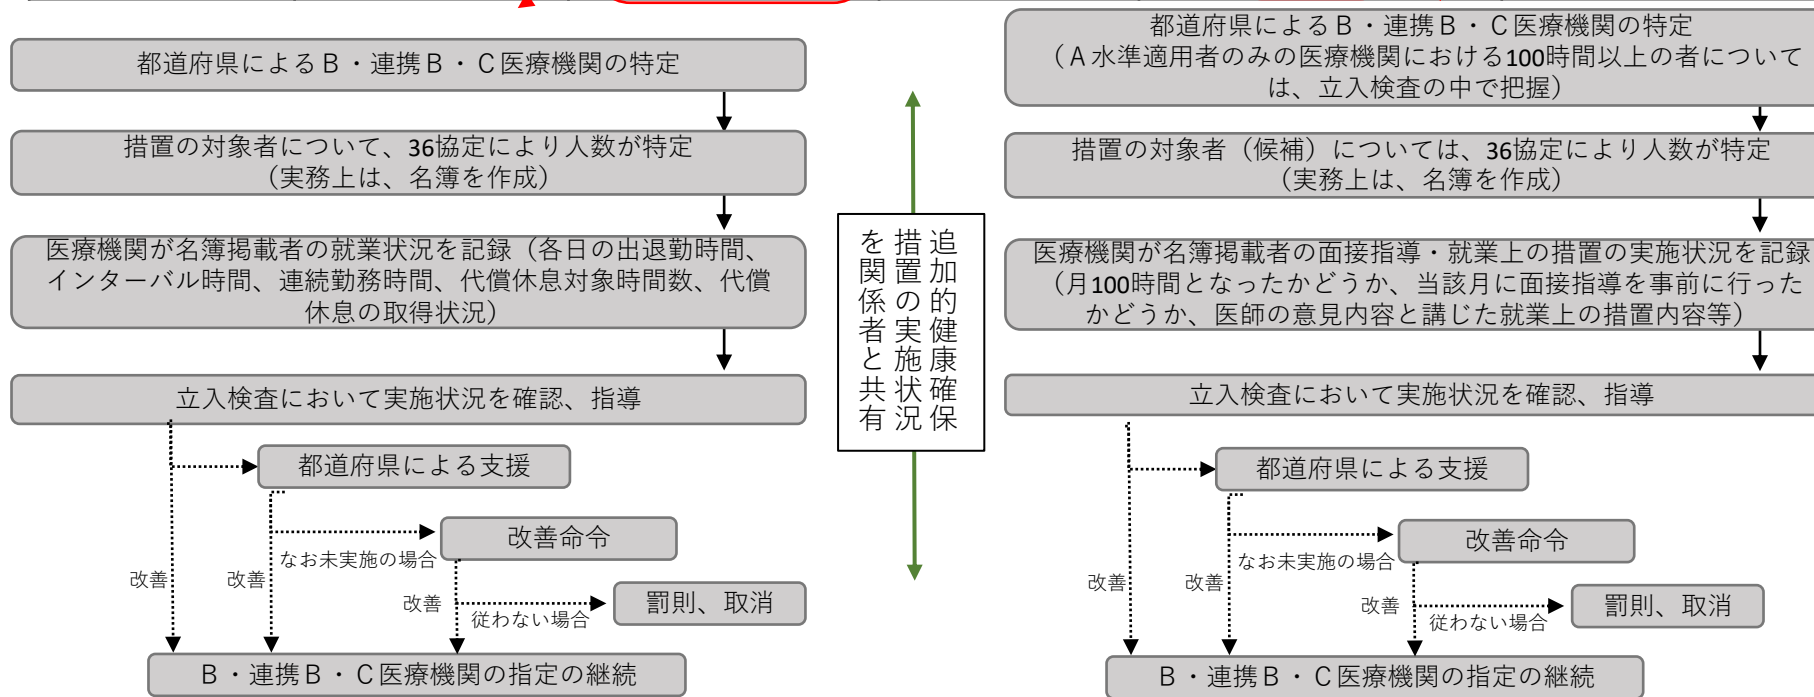 都道府県によるＢ・連携Ｂ・Ｃ医療機関の特定
措置の対象者について、36協定により人数が特定
（実務上は、名簿を作成）
医療機関が名簿掲載者の就業状況を記録（各日の出退勤時間、
インターバル時間、連続勤務時間、代償休息対象時間数、代償
休息の取得状況）
立入検査において実施状況を確認、指導
都道府県による支援
改善命令
なお未実施の場合
改善
改善
改善
罰則、取消
従わない場合
Ｂ・連携Ｂ・Ｃ医療機関の指定の継続
追加的健康確保
措置の実施状況
を関係者と共有
都道府県によるＢ・連携Ｂ・Ｃ医療機関の特定
（Ａ水準適用者のみの医療機関における100時間以上の者について
は、立入検査の中で把握）
措置の対象者（候補）については、36協定により人数が特定
（実務上は、名簿を作成）
医療機関が名簿掲載者の面接指導・就業上の措置の実施状況を記録
（月100時間となったかどうか、当該月に面接指導を事前に行った
かどうか、医師の意見内容と講じた就業上の措置内容等）
立入検査において実施状況を確認、指導
都道府県による支援
改善命令
なお未実施の場合
改善
改善
改善
罰則、取消
従わない場合
Ｂ・連携Ｂ・Ｃ医療機関の指定の継続